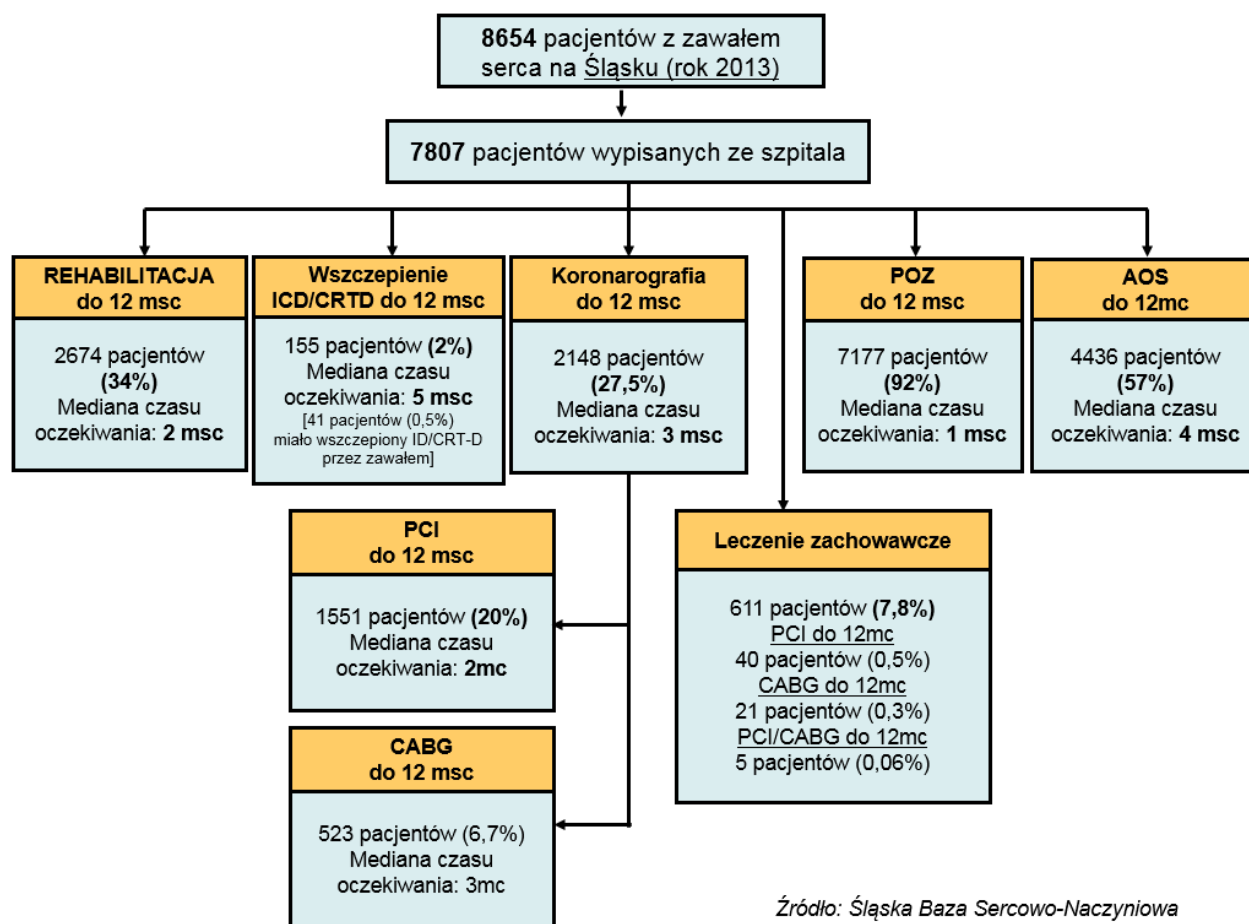 8654 pacjentów z zawałem
serca na Śląsku (rok 2013)
7807 pacjentów wypisanych ze szpitala
REHABILITACJA
do 12 msc
2674 pacjentów
(34%)
Mediana czasu
oczekiwania: 2 msc
Wszczepienie
ICD/CRTD do 12 msc
155 pacjentów (2%)
Mediana czasu
oczekiwania: 5 msc
[41 pacjentów (0,5%)
miało wszczepiony ID/CRT-D
przez zawałem]
Koronarografia
do 12 msc
2148 pacjentów
(27,5%)
Mediana czasu
oczekiwania: 3 msc
POZ
do 12 msc
7177 pacjentów
(92%)
Mediana czasu
oczekiwania: 1 msc
AOS
do 12mc
4436 pacjentów
(57%)
Mediana czasu
oczekiwania: 4 msc
PCI
do 12 msc
1551 pacjentów (20%)
Mediana czasu
oczekiwania: 2mc
Leczenie zachowawcze
611 pacjentów (7,8%)
PCI do 12mc
40 pacjentów (0,5%)
CABG do 12mc
21 pacjentów (0,3%)
PCI/CABG do 12mc
5 pacjentów (0,06%)
CABG
do 12 msc
523 pacjentów (6,7%)
Mediana czasu
oczekiwania: 3mc
Źródło: Śląska Baza Sercowo-Naczyniowa